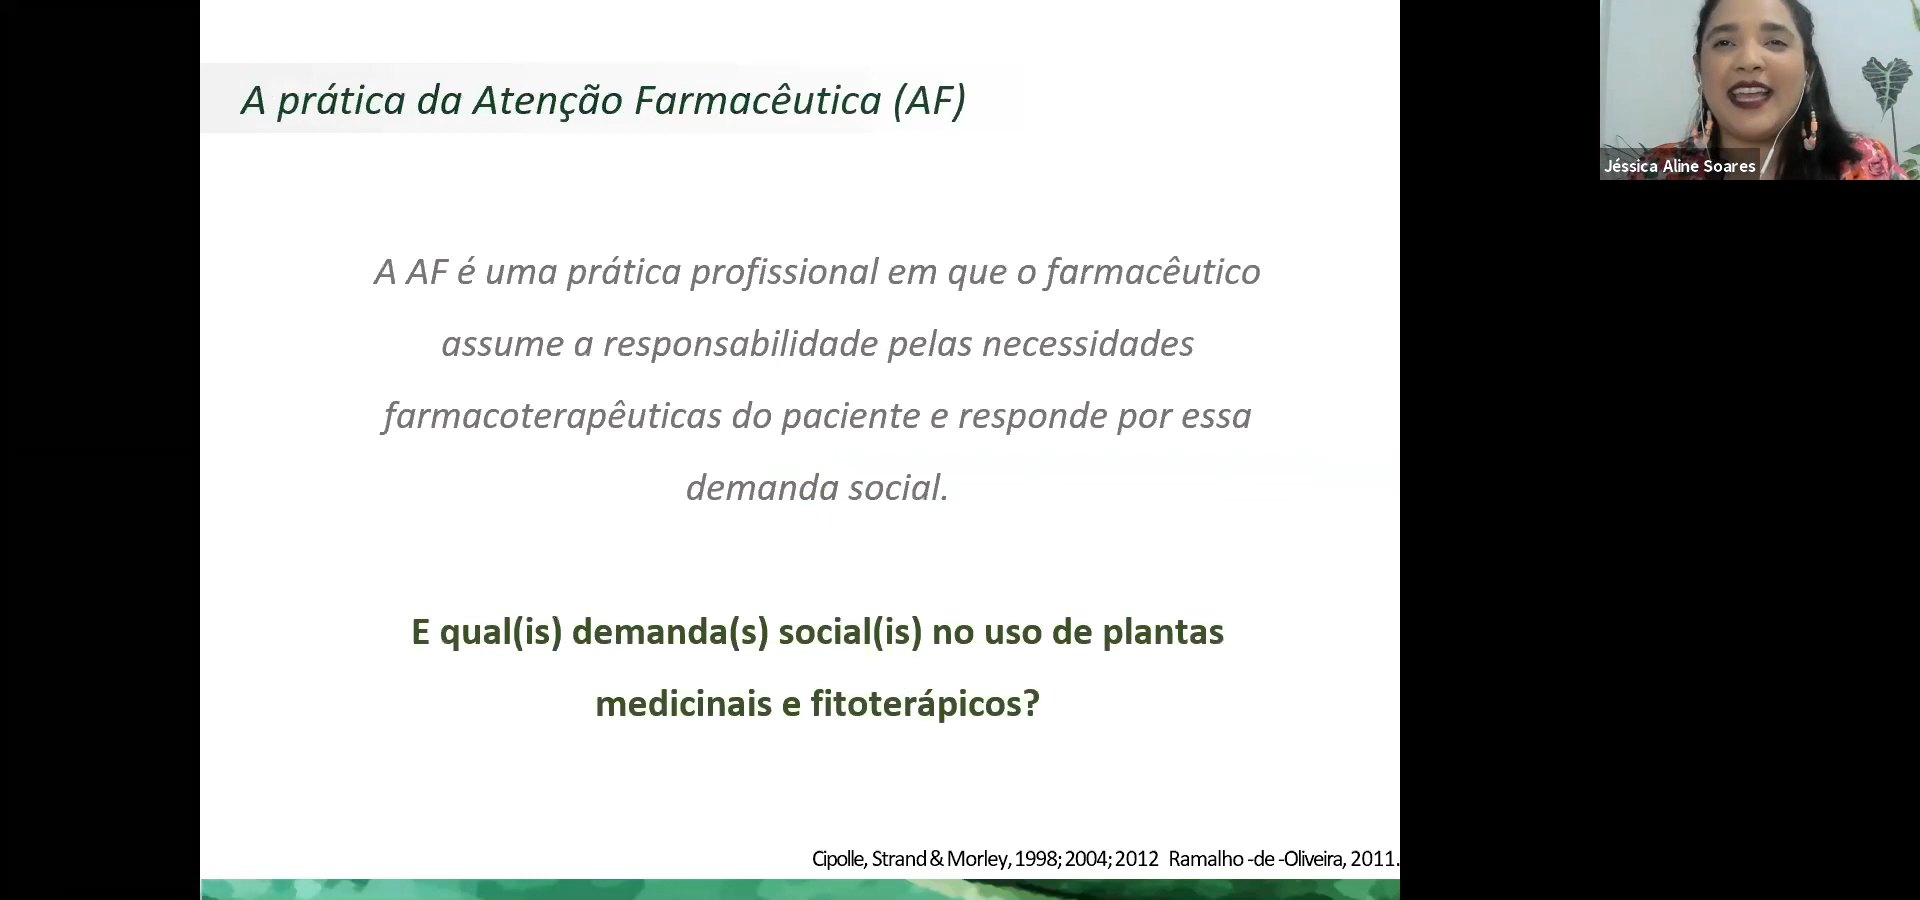 A prática da Atenção Farmacêutica (AF)
A AF é uma prática profissional em que o farmacêutico
assume a responsabilidade pelas necessidades
farmacoterapêuticas do paciente e responde por essa
demanda social.
E qual(is) demanda(s) social(is) no uso de plantas
medicinais e fitoterápicos?
Cipolle, Strand & Morley, 1998; 2004; 2012 Ramalho -de -Oliveira, 2011.
Jéssica Aline Soares